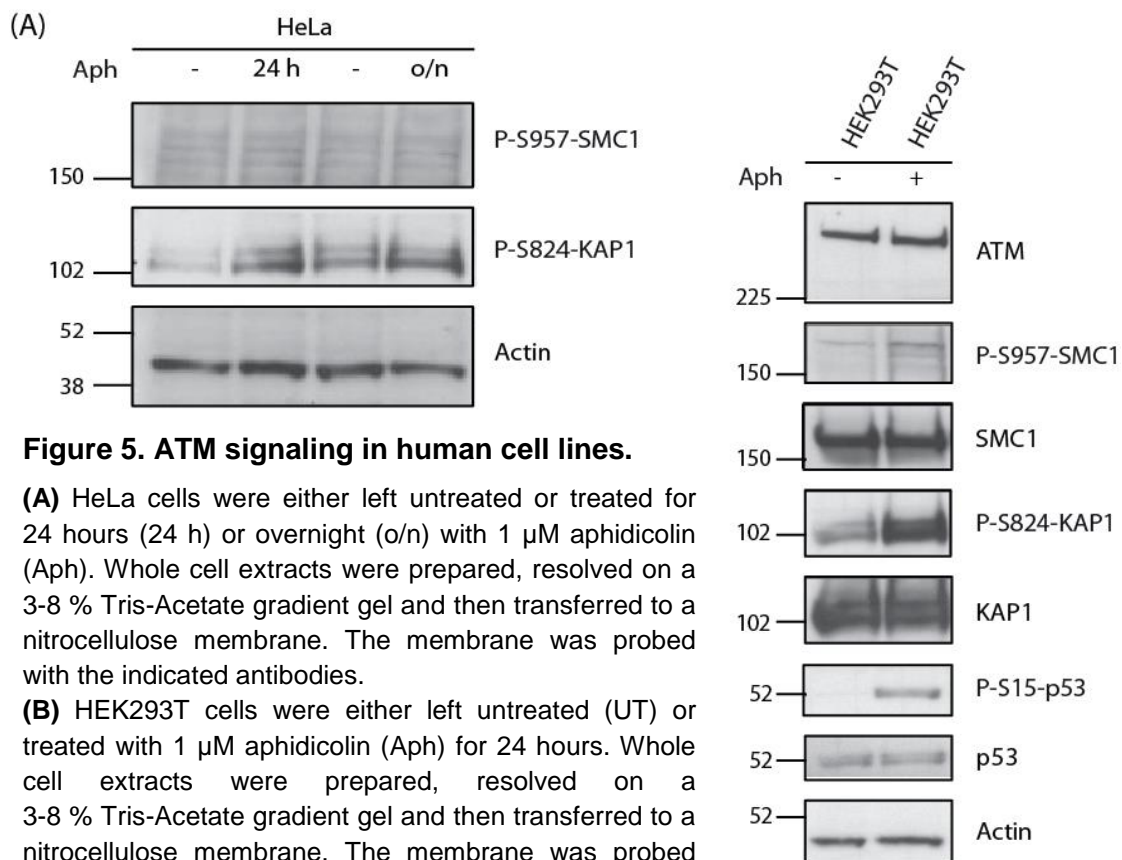 (A)
HeLa
Aph - 24 h - o/n
P-S957-SMC1
150
P-S824-KAP1
102
52
Actin
38
Figure 5. ATM signaling in human cell lines.
(A) HeLa cells were either left untreated or treated for
24 hours (24 h) or overnight (o/n) with 1 µM aphidicolin
(Aph). Whole cell extracts were prepared, resolved on a
3-8 % Tris-Acetate gradient gel and then transferred to a
nitrocellulose membrane. The membrane was probed
with the indicated antibodies.
(B) HEK293T cells were either left untreated (UT) or
treated with 1 µM aphidicolin (Aph) for 24 hours. Whole
cell extracts were prepared, resolved on a
3-8 % Tris-Acetate gradient gel and then transferred to a
nitrocellulose membrane. The membrane was probed
HEK293T HEK293T
Aph - +
ATM
225
P-S957-SMC1
150
SMC1
150
P-S824-KAP1
102
KAP1
102
P-S15-p53
52
p53
52
52
Actin